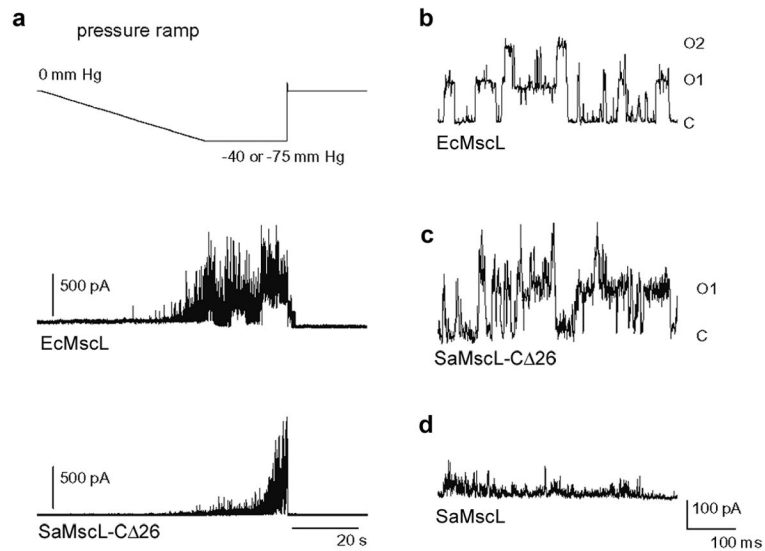 a
pressure ramp
0 mm Hg
-40 or -75 mm Hg
500 pA
EcMscL
500 pA
SaMscL-CΔ26
20 s
b
O2
O1
C
EcMscL
c
O1
C
SaMscL-CΔ26
d
SaMscL
100 pA
100 ms